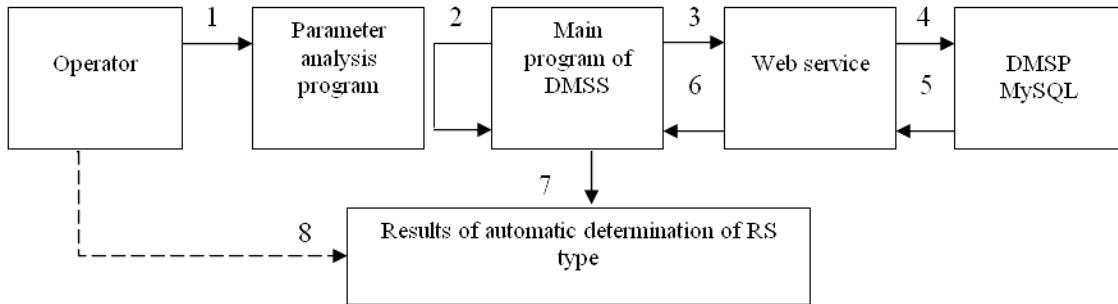 1
2
3
4
Operator
Parameter
analysis
program
Main
program of
DMSS
Web service
DMSP
MySQL
6
5
7
8
Results of automatic determination of RS
type